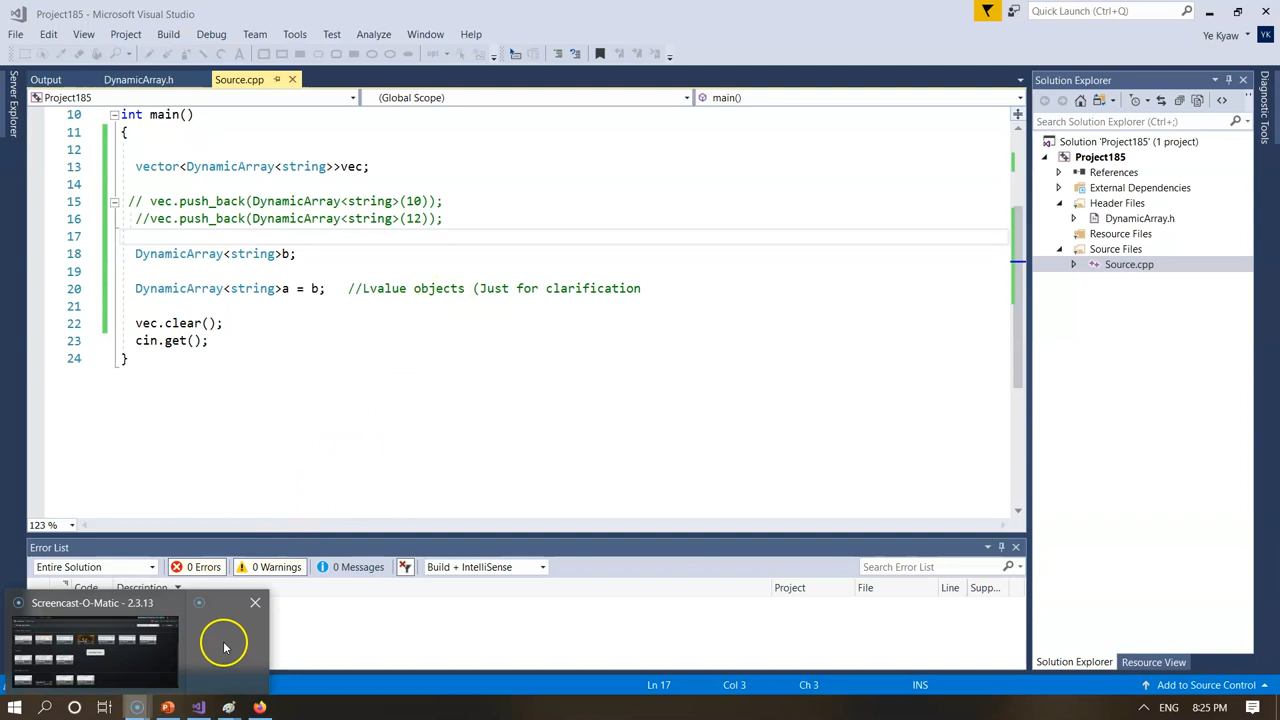 Project185 - Microsoft Visual Studio
Quick Launch (Ctrl+Q)
File Edit View Project Build Debug Team Tools Test Analyze Window Help
Ye Kyaw YK
Server Explorer
Output DynamicArray.h Source.cpp
Project185 (Global Scope) main()
10 int main()
11 {
12
13 vector<DynamicArray<string>>vec;
14
15 // vec.push_back(DynamicArray<string>(10));
16 //vec.push_back(DynamicArray<string>(12));
17
18 DynamicArray<string>b;
19
20 DynamicArray<string>a = b; //Lvalue objects (Just for clarification
21
22 vec.clear();
23 cin.get();
24 }
123 %
Solution Explorer
Search Solution Explorer (Ctrl+;)
Solution 'Project185' (1 project)
Project185
References
External Dependencies
Header Files
DynamicArray.h
Resource Files
Source Files
Source.cpp
Diagnostic Tools
Error List
Entire Solution 0 Errors 0 Warnings 0 Messages Build + IntelliSense Search Error List
Code Description Project File Line Supp...
Screencast-O-Matic - 2.3.13
Solution Explorer Resource View
Ln 17 Col 3 Ch 3 INS Add to Source Control
ENG 8:25 PM